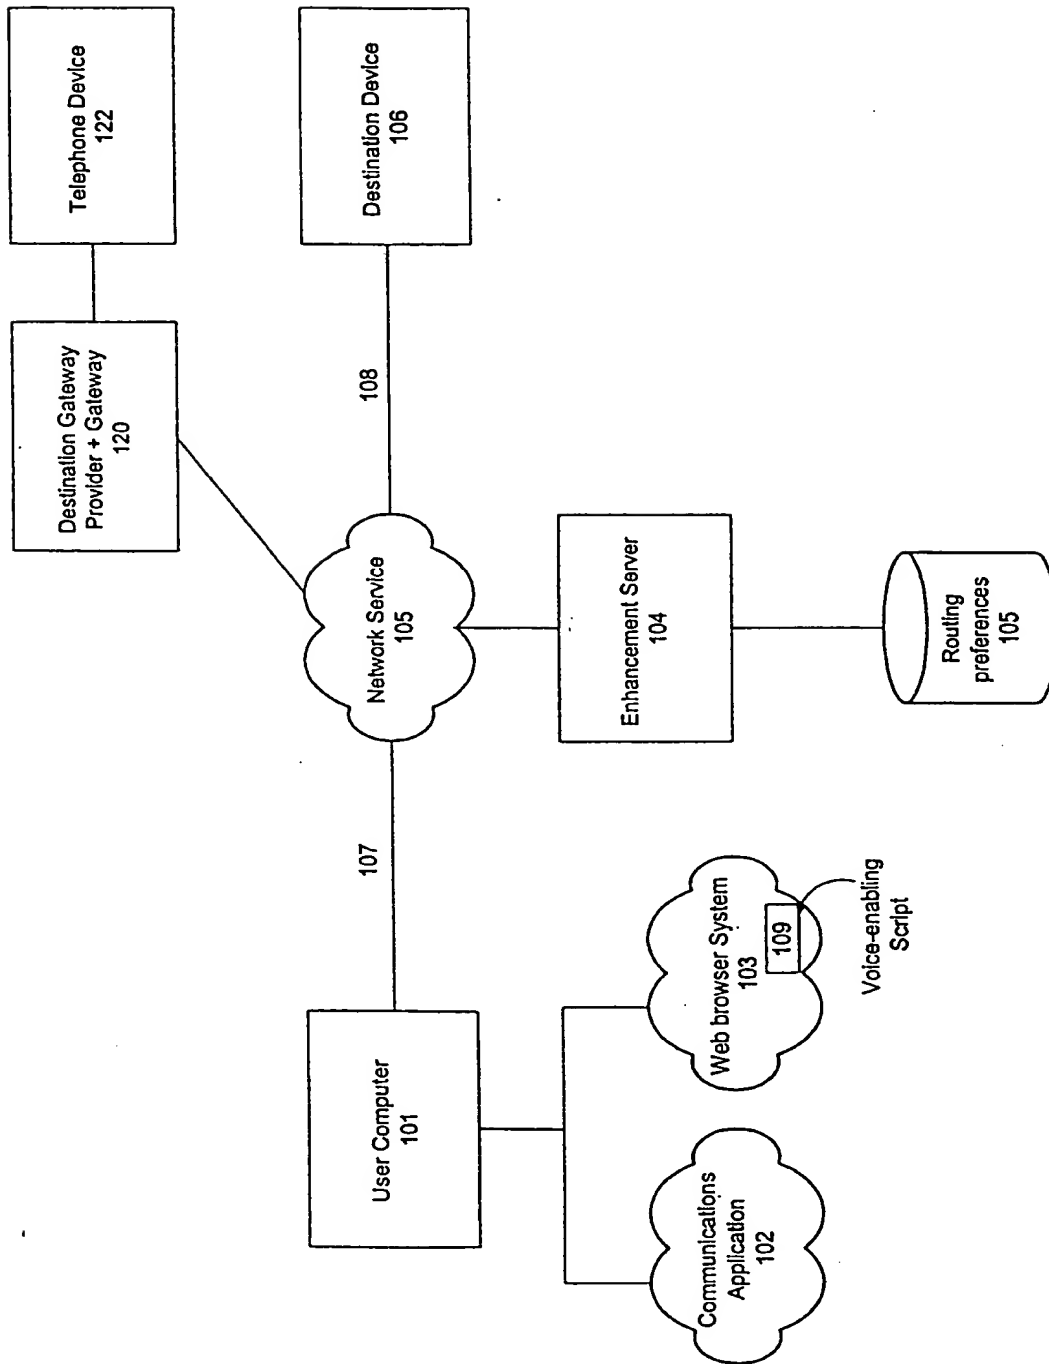 Telephone Device
122
Destination Gateway
Provider + Gateway
120
Destination Device
106
108
Network Service
105
Enhancement Server
104
Routing
preferences
105
107
User Computer
101
Web browser System
103
109
Voice-enabling
Script
Communications
Application
102